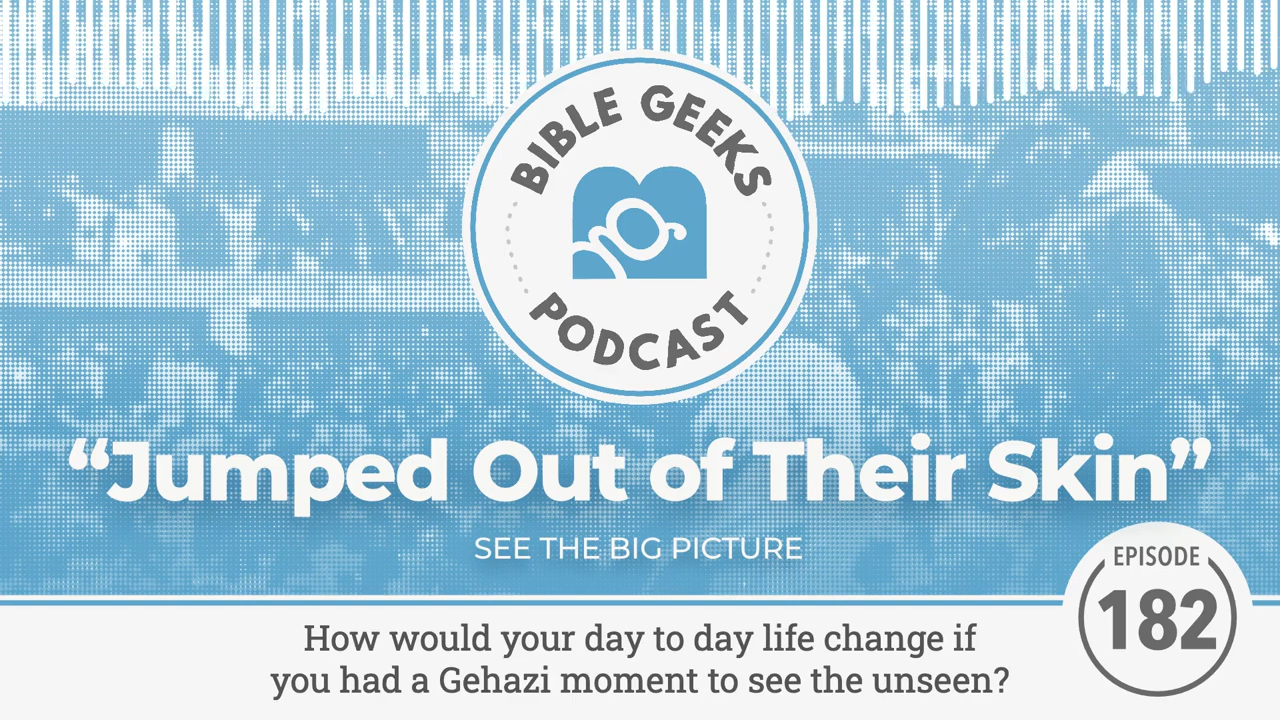 BIBLE GEEKS
PODCAST
“Jumped Out of Their Skin”
SEE THE BIG PICTURE
EPISODE
182
How would your day to day life change if
you had a Gehazi moment to see the unseen?